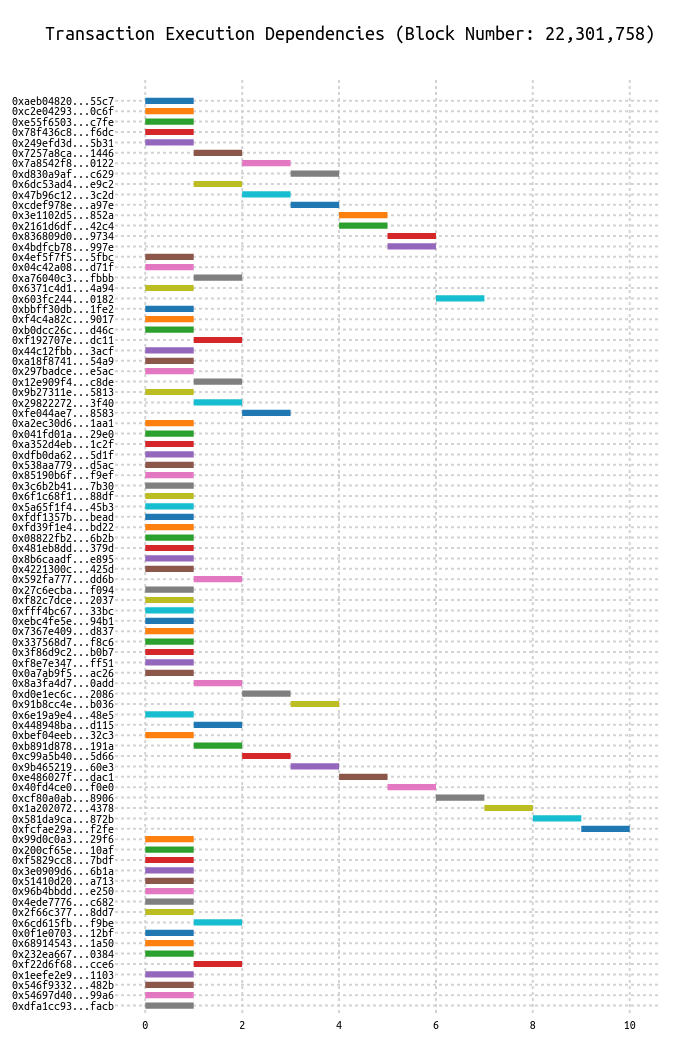 Transaction Execution Dependencies (Block Number: 22,301,758)
0xaeb04820...55c7
0xc2e04293...0c6f
0xe55f6503...c7fe
0x78f436c8...f6dc
0x249efd3d...5b31
0x7257a8ca...1446
0x7a8542f8...0122
0xd830a9af...c629
0x6dc53ad4...e9c2
0x47b96c12...3c2d
0xcdef978e...a97e
0x3e1102d5...852a
0x2161d6df...42c4
0x836809d0...9734
0x4bdfcb78...997e
0x4ef5f7f5...5fbc
0x04c42a08...d71f
0xa76040c3...fbbb
0x6371c4d1...4a94
0x603fc244...0182
0xbbff30db...1fe2
0xf4c4a82c...9017
0xb0dcc26c...d46c
0xf192707e...dc11
0x44c12fbb...3acf
0xa18f8741...54a9
0x297badce...e5ac
0x12e909f4...c8de
0x9b27311e...5813
0x29822272...3f40
0xfe044ae7...8583
0xa2ec30d6...1aa1
0x041fd01a...29e0
0xa352d4eb...1c2f
0xdfb0da62...5d1f
0x538aa779...d5ac
0x85190b6f...f9ef
0x3c6b2b41...7b30
0x6f1c68f1...88df
0x5a65f1f4...45b3
0xfdf1357b...bead
0xfd39f1e4...bd22
0x08822fb2...6b2b
0x481eb8dd...379d
0x8b6caadf...e895
0x4221300c...425d
0x592fa777...dd6b
0x27c6ecba...f094
0xf82c7dce...2037
0xfff4bc67...33bc
0xebc4fe5e...94b1
0x7367e409...d837
0x337568d7...f8c6
0x3f86d9c2...b0b7
0xf8e7e347...ff51
0x0a7ab9f5...ac26
0x8a3fa4d7...0add
0xd0e1ec6c...2086
0x91b8cc4e...b036
0x6e19a9e4...48e5
0x448948ba...d115
0xbef04eeb...32c3
0xb891d878...191a
0xc99a5b40...5d66
0x9b465219...60e3
0xe486027f...dac1
0x40fd4ce0...f0e0
0xcf80a0ab...8906
0x1a202072...4378
0x581da9ca...872b
0xfcfae29a...f2fe
0x99d0c0a3...29f6
0x200cf65e...10af
0xf5829cc8...7bdf
0x3e0909d6...6b1a
0x51410d20...a713
0x96b4bbdd...e250
0x4ede7776...c682
0x2f66c377...8dd7
0x6cd615fb...f9be
0x0f1e0703...12bf
0x68914543...1a50
0x232ea667...0384
0xf22d6f68...cce6
0x1eefe2e9...1103
0x546f9332...482b
0x54697d40...99a6
0xdfa1cc93...facb
0 2 4 6 8 10